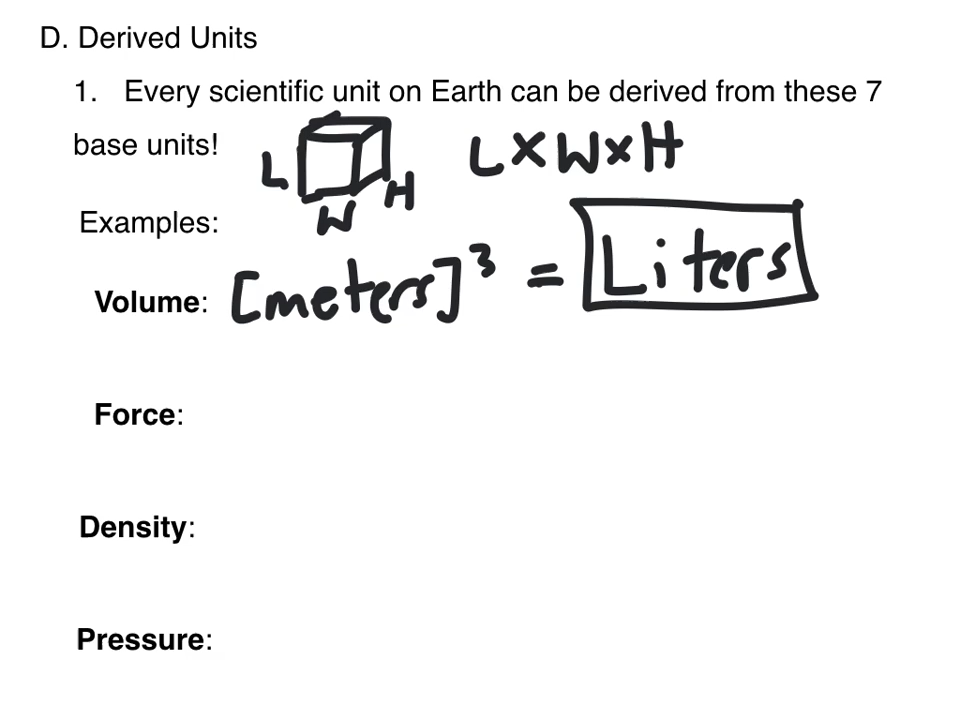 D. Derived Units
1. Every scientific unit on Earth can be derived from these 7
base units!
L W H L X W X H
Examples:
Volume: [meters]³ = Liters
Force:
Density:
Pressure: